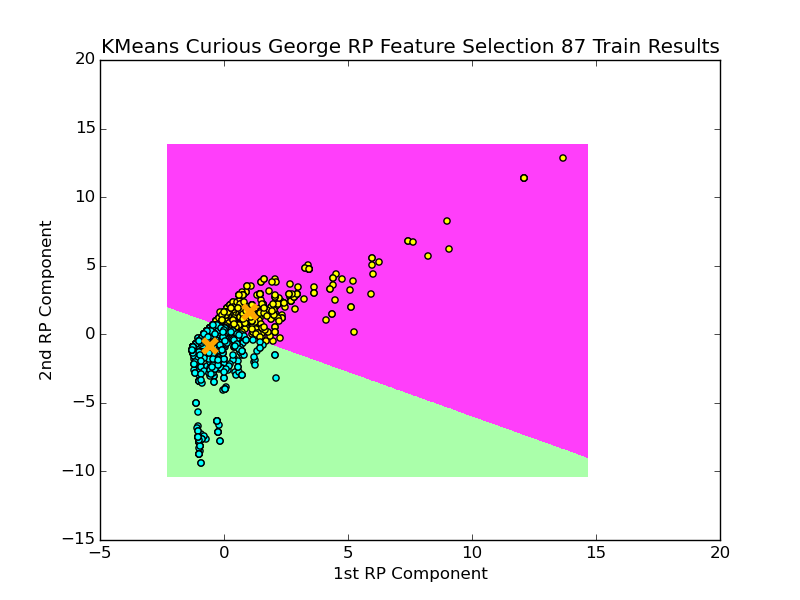 KMeans Curious George RP Feature Selection 87 Train Results
20
15
10
5
0
−5
−10
−15
2nd RP Component
−5 0 5 10 15 20
1st RP Component